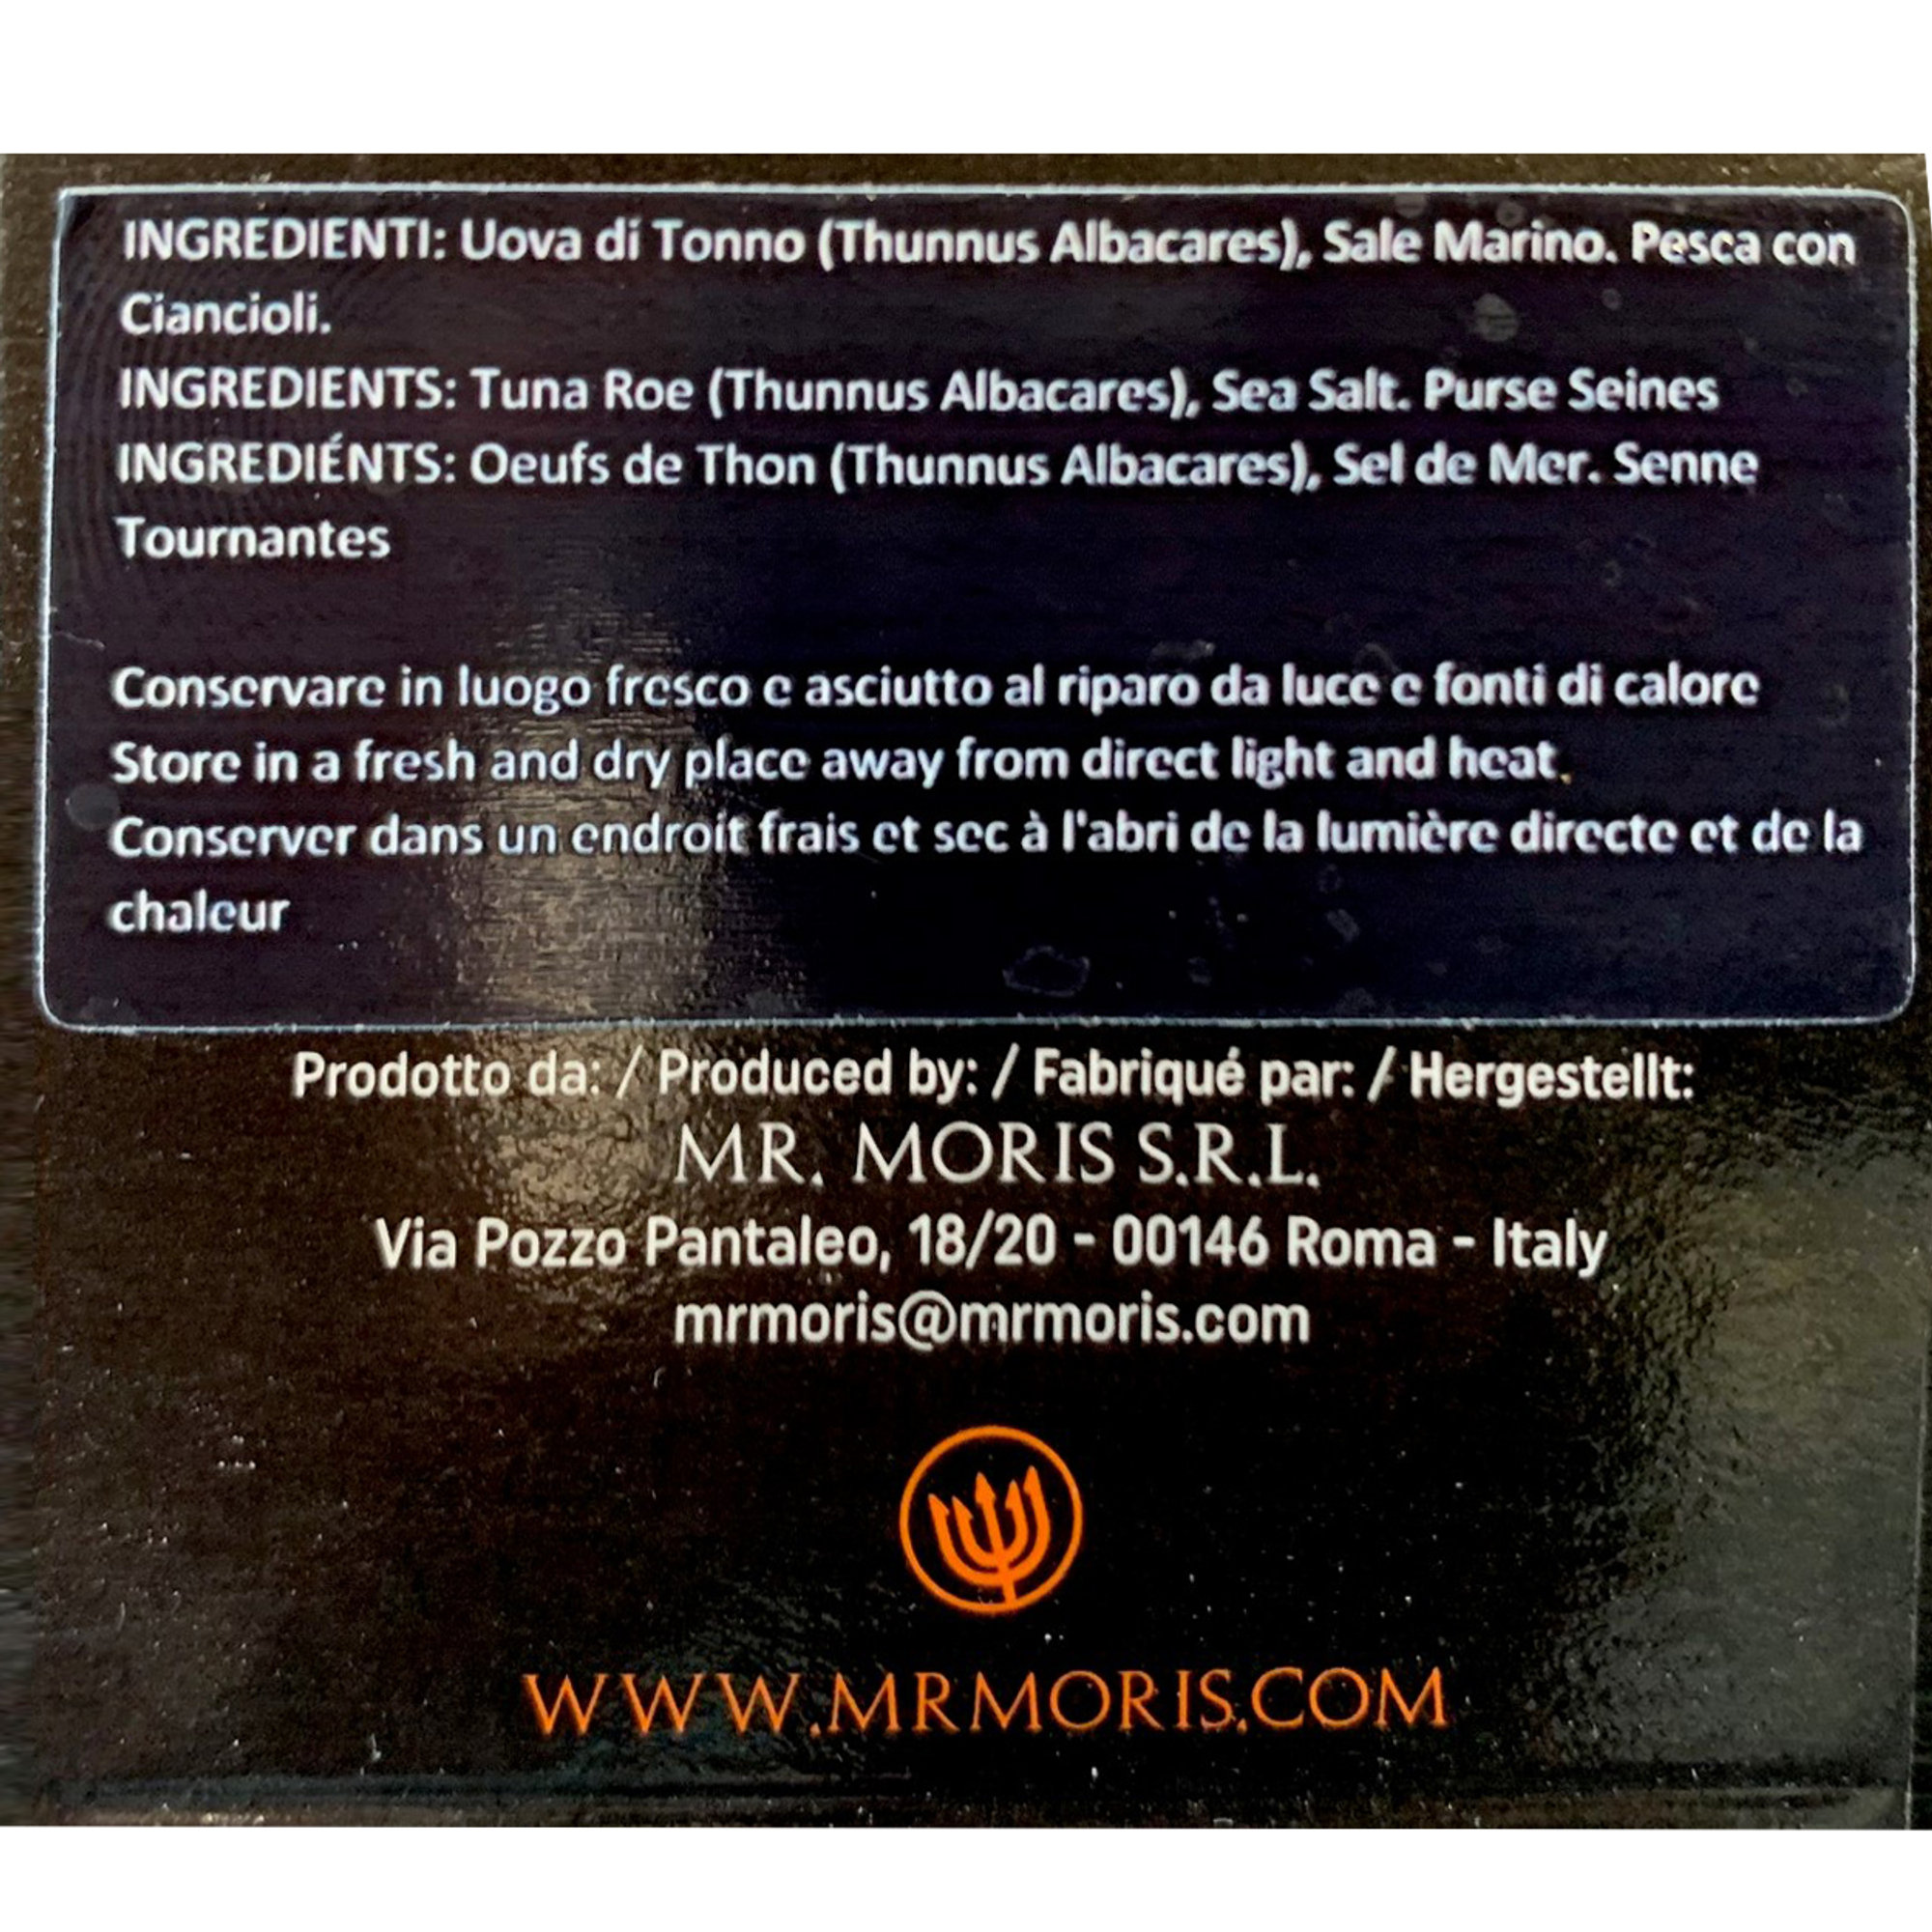 INGREDIENTI: Uova di Tonno (Thunnus Albacares), Sale Marino. Pesca con
Ciancioli.
INGREDIENTS: Tuna Roe (Thunnus Albacares), Sea Salt. Purse Seines
INGREDIÉNTS: Oeufs de Thon (Thunnus Albacares), Sel de Mer. Senne
Tournantes
Conservare in luogo fresco e asciutto al riparo da luce e fonti di calore
Store in a fresh and dry place away from direct light and heat.
Conserver dans un endroit frais et sec à l'abri de la lumière directe et de la
chaleur
Prodotto da: / Produced by: / Fabriqué par: / Hergestellt:
MR. MORIS S.R.L.
Via Pozzo Pantaleo, 18/20 - 00146 Roma - Italy
mrmoris@mrmoris.com
WWW.MRMORIS.COM